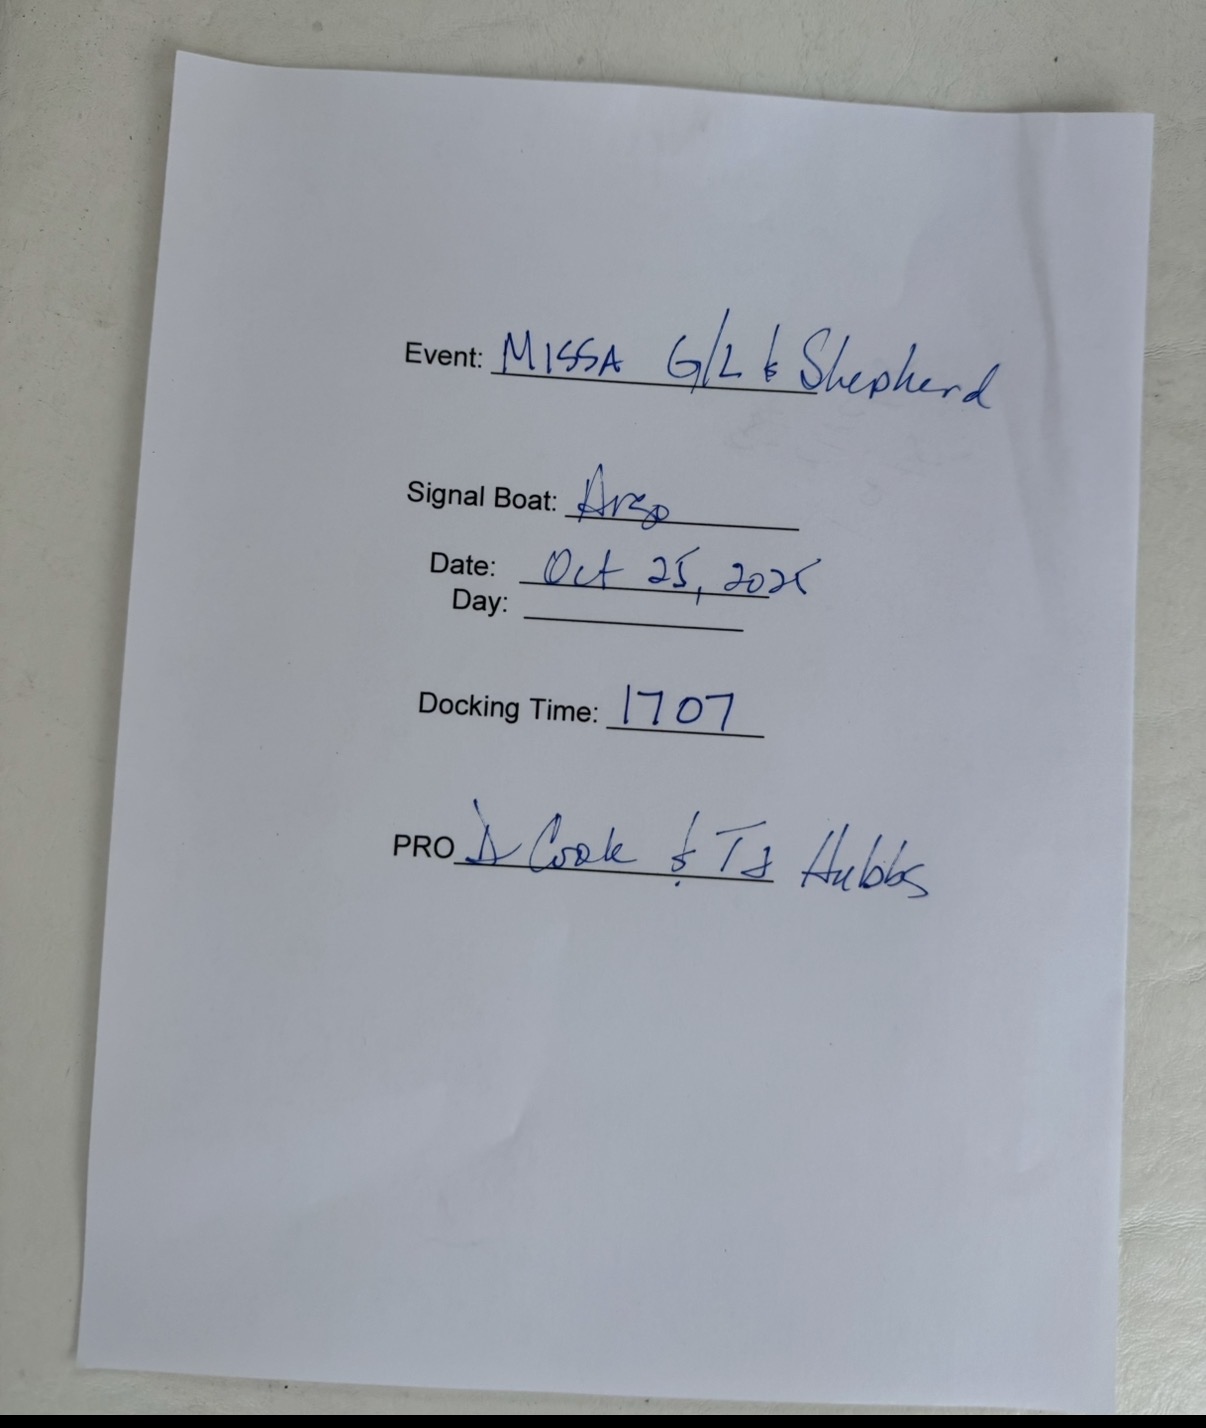 Event: MISSA G/L & Shepherd
Signal Boat: Argo
Date: Oct 25, 2025
Day:
Docking Time: 1707
PRO D Cook & TJ Hubbs